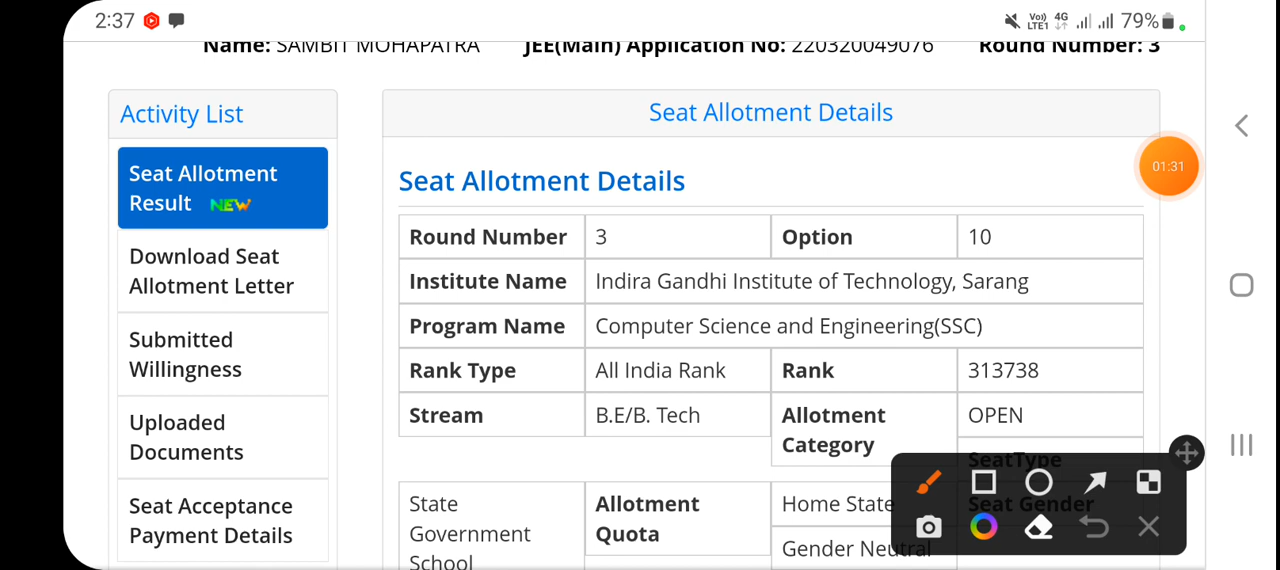 2:37 Vo)) LTE1 4G 79%
Name: SAMBIT MOHAPATRA JEE(Main) Application No: 220320049076 Round Number: 3
Activity List
Seat Allotment Result NEW
Download Seat Allotment Letter
Submitted Willingness
Uploaded Documents
Seat Acceptance Payment Details
Seat Allotment Details
01:31
Seat Allotment Details
Round Number 3 Option 10
Institute Name Indira Gandhi Institute of Technology, Sarang
Program Name Computer Science and Engineering(SSC)
Rank Type All India Rank Rank 313738
Stream B.E/B. Tech Allotment Category OPEN
SeatType
State Government School Allotment Quota Home State Seat Gender
Gender Neutral